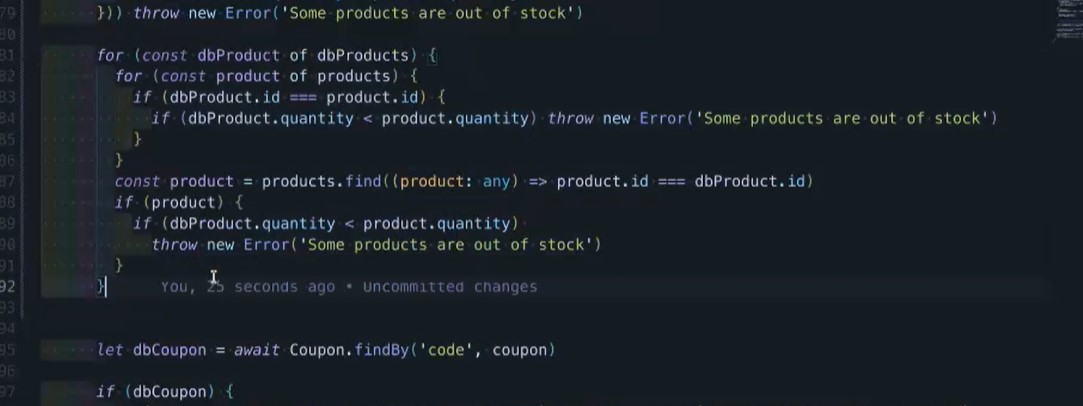 79 })) throw new Error('Some products are out of stock')
80
81 for (const dbProduct of dbProducts) {
82 for (const product of products) {
83 if (dbProduct.id === product.id) {
84 if (dbProduct.quantity < product.quantity) throw new Error('Some products are out of stock')
85 }
86 }
87 const product = products.find((product: any) => product.id === dbProduct.id)
88 if (product) {
89 if (dbProduct.quantity < product.quantity)
90 throw new Error('Some products are out of stock')
91 }
92 } You, 25 seconds ago • Uncommitted changes
93
94
95 let dbCoupon = await Coupon.findBy('code', coupon)
96
97 if (dbCoupon) {